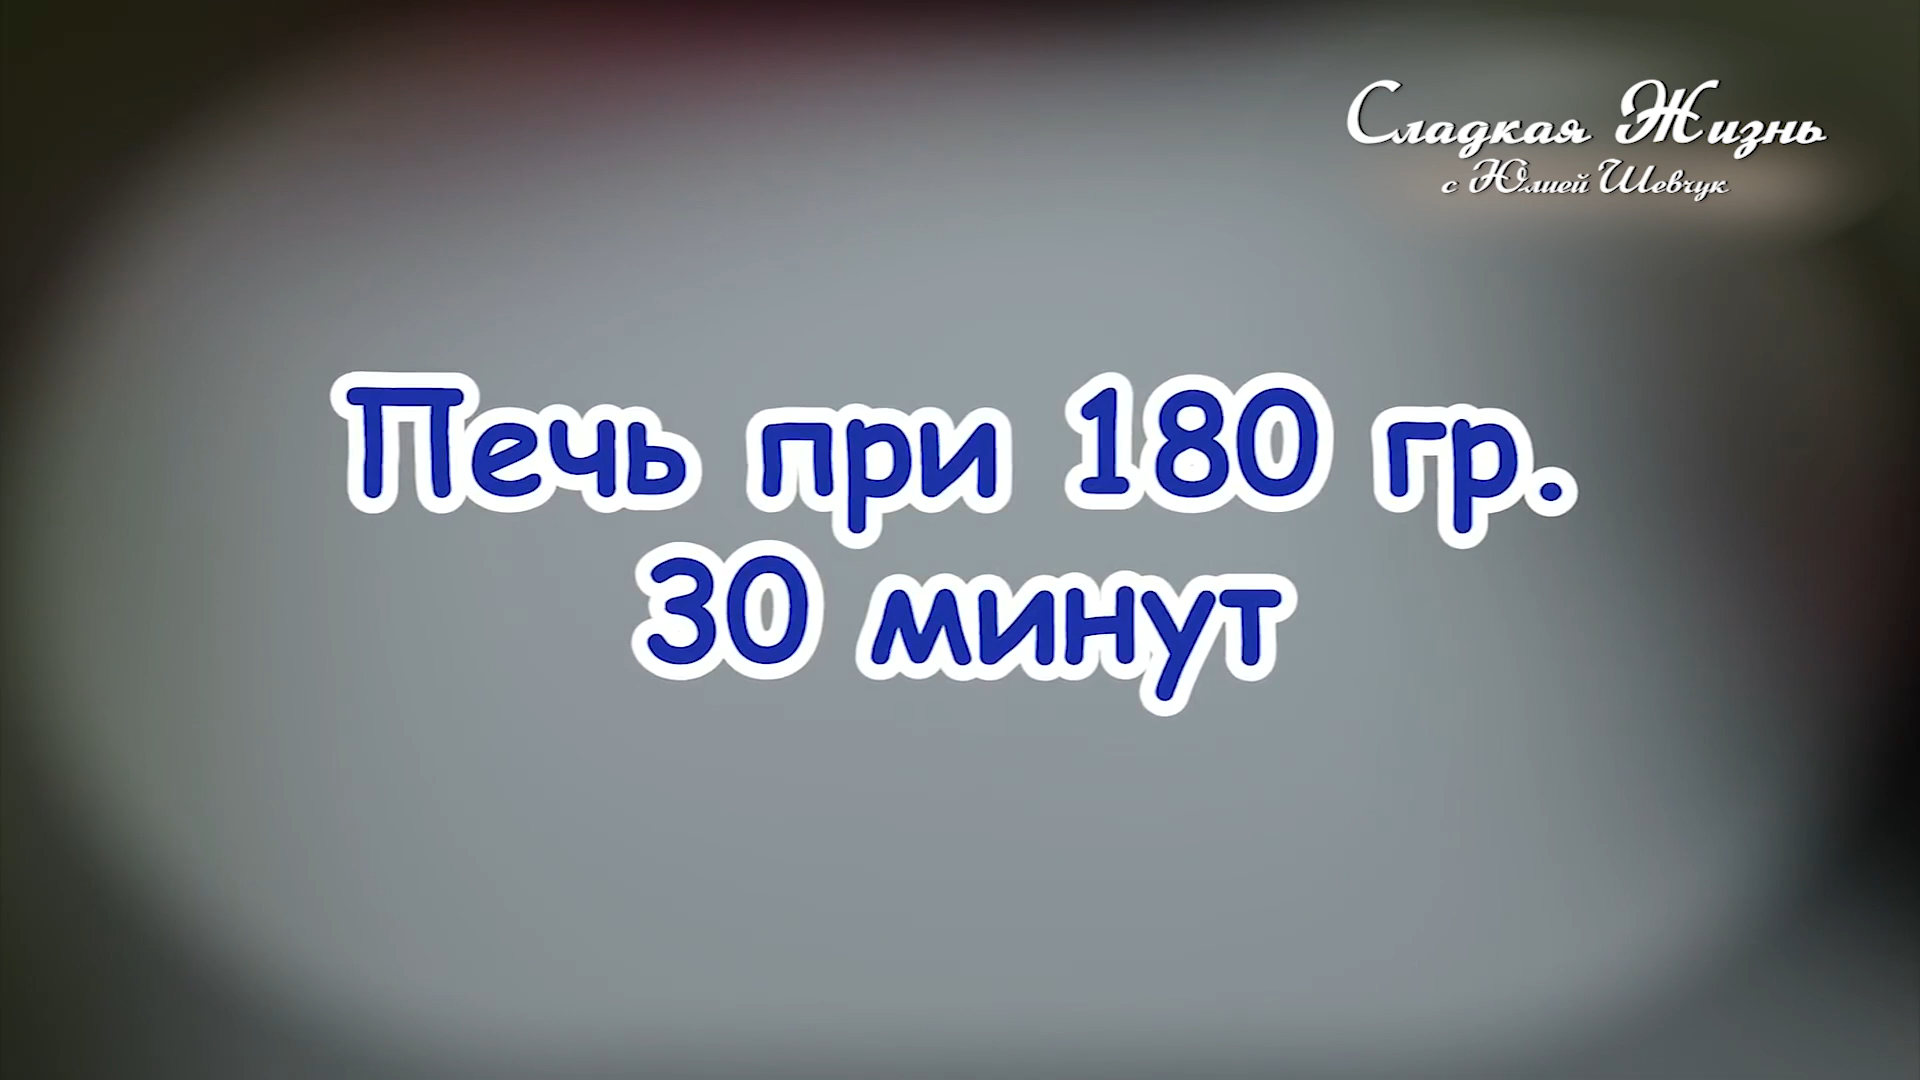 Сладкая Жизнь
с Юлией Шевчук
Печь при 180 гр.
30 минут